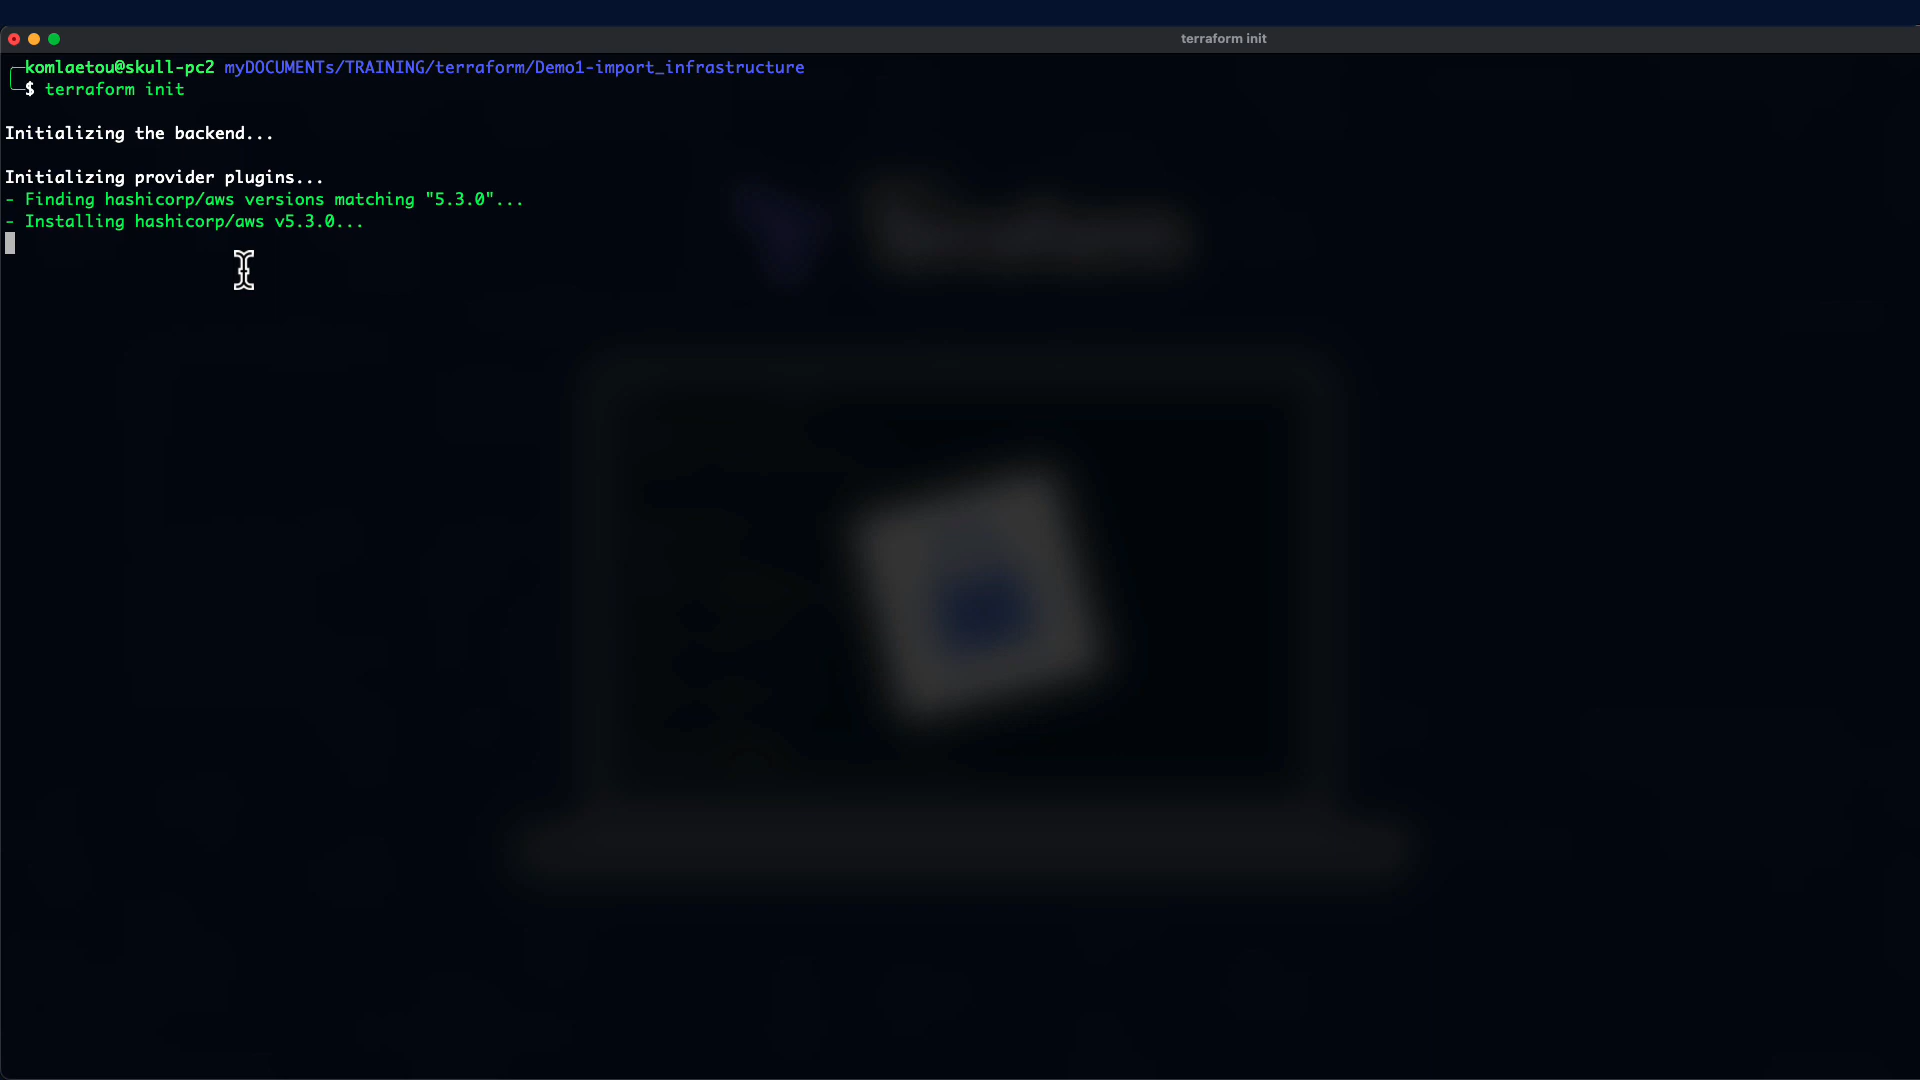 terraform init
komlaetou@skull-pc2 myDOCUMENTs/TRAINING/terraform/Demo1-import_infrastructure
$ terraform init
Initializing the backend...
Initializing provider plugins...
- Finding hashicorp/aws versions matching "5.3.0"...
- Installing hashicorp/aws v5.3.0...